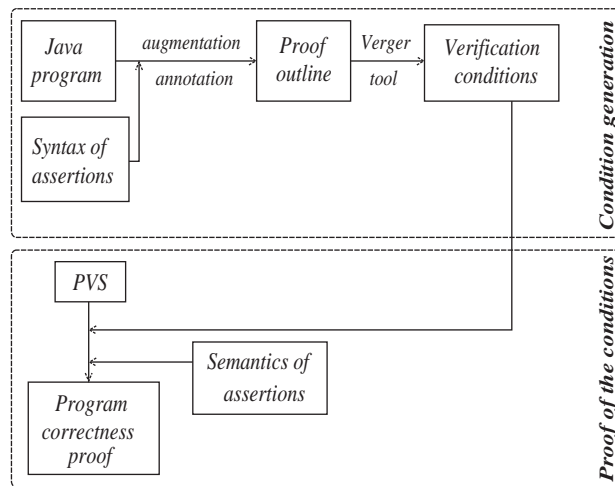 Java
program
augmentation
annotation
Proof
outline
Verger
tool
Verification
conditions
Syntax of
assertions
Condition generation
PVS
Semantics of
assertions
Program
correctness
proof
Proof of the conditions